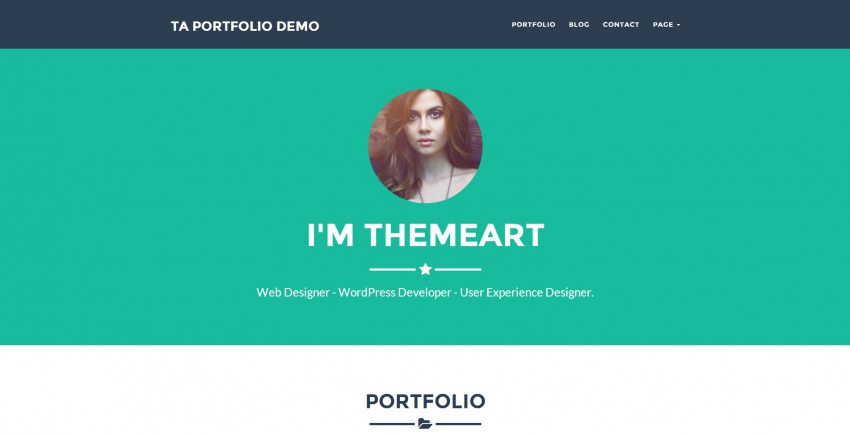 TA PORTFOLIO DEMO
PORTFOLIO BLOG CONTACT PAGE
I'M THEMEART
Web Designer - WordPress Developer - User Experience Designer.
PORTFOLIO